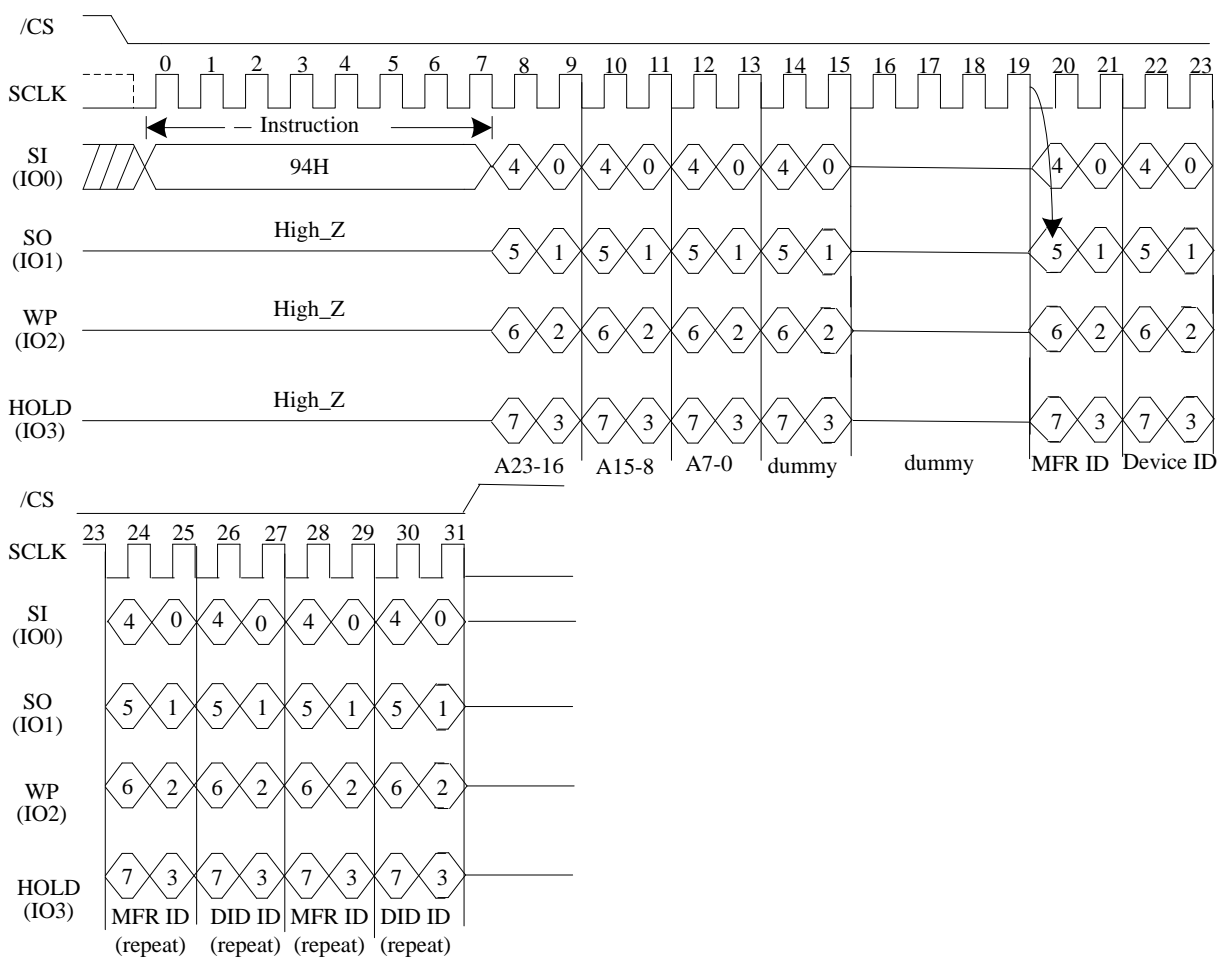 /CS
0 1 2 3 4 5 6 7 8 9 10 11 12 13 14 15 16 17 18 19 20 21 22 23
SCLK
Instruction
SI
(IO0)
94H
4 0 4 0 4 0 4 0 4 0 4 0
SO
(IO1)
High_Z
5 1 5 1 5 1 5 1 5 1 5 1
WP
(IO2)
High_Z
6 2 6 2 6 2 6 2 6 2 6 2
HOLD
(IO3)
High_Z
7 3 7 3 7 3 7 3 7 3 7 3
A23-16 A15-8 A7-0 dummy dummy MFR ID Device ID
/CS
23 24 25 26 27 28 29 30 31
SCLK
SI
(IO0)
4 0 4 0 4 0 4 0
SO
(IO1)
5 1 5 1 5 1 5 1
WP
(IO2)
6 2 6 2 6 2 6 2
HOLD
(IO3)
7 3 7 3 7 3 7 3
MFR ID DID ID MFR ID DID ID
(repeat) (repeat) (repeat) (repeat)